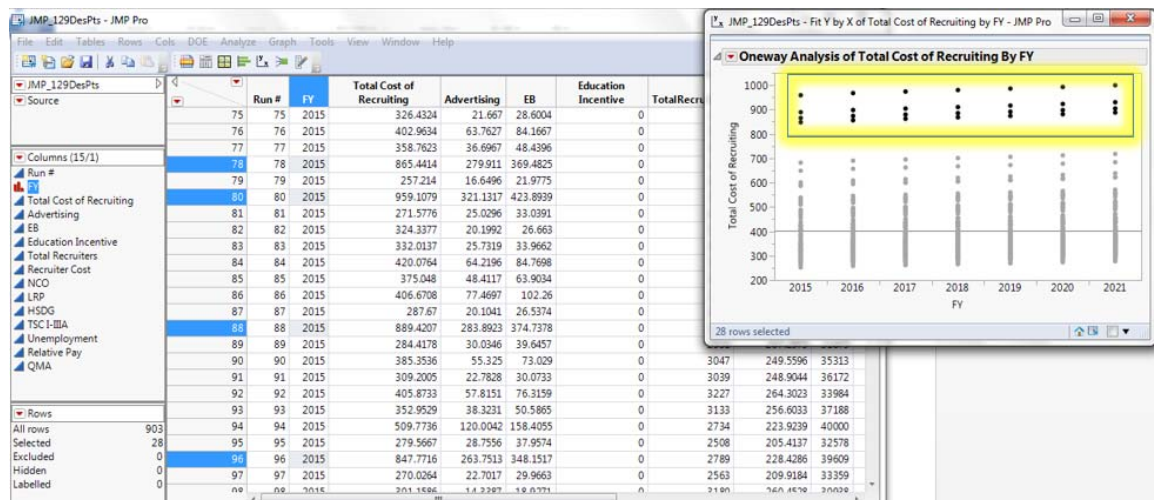 JMP_129DesPts - JMP Pro
File Edit Tables Rows Cols DOE Analyze Graph Tools View Window Help
JMP_129DesPts
Source
Columns (15/1)
Run #
FY
Total Cost of Recruiting
Advertising
EB
Education Incentive
Total Recruiters
Recruiter Cost
NCO
LRP
HSDG
TSC I-IIIA
Unemployment
Relative Pay
QMA
Rows
All rows 903
Selected 28
Excluded 0
Hidden 0
Labelled 0
Run # FY Total Cost of Recruiting Advertising EB Education Incentive TotalRecru
75 75 2015 326.4324 21.667 28.6004 0
76 76 2015 402.9634 63.7627 84.1667 0
77 77 2015 358.7623 36.6967 48.4396 0
78 78 2015 865.4414 279.911 369.4825 0
79 79 2015 257.214 16.6496 21.9775 0
80 80 2015 959.1079 321.1317 423.8939 0
81 81 2015 271.5776 25.0296 33.0391 0
82 82 2015 324.3377 20.1992 26.663 0
83 83 2015 332.0137 25.7319 33.9662 0
84 84 2015 420.0764 64.2196 84.7698 0
85 85 2015 375.048 48.4117 63.9034 0
86 86 2015 406.6708 77.4697 102.26 0
87 87 2015 287.67 20.1041 26.5374 0
88 88 2015 889.4207 283.8923 374.7378 0
89 89 2015 284.4178 30.0346 39.6457 0
90 90 2015 385.3536 55.325 73.029 0 3047 249.5596 35313
91 91 2015 309.2005 22.7828 30.0733 0 3039 248.9044 36172
92 92 2015 405.8733 57.8151 76.3159 0 3227 264.3023 33984
93 93 2015 352.9529 38.3231 50.5865 0 3133 256.6033 37188
94 94 2015 509.7736 120.0042 158.4055 0 2734 223.9239 40000
95 95 2015 279.5667 28.7556 37.9574 0 2508 205.4137 32578
96 96 2015 847.7716 263.7513 348.1517 0 2789 228.4286 39609
97 97 2015 270.0264 22.7017 29.9663 0 2563 209.9184 33359
JMP_129DesPts - Fit Y by X of Total Cost of Recruiting by FY - JMP Pro
Oneway Analysis of Total Cost of Recruiting By FY
Total Cost of Recruiting
1000
900
800
700
600
500
400
300
200
2015 2016 2017 2018 2019 2020 2021
FY
28 rows selected